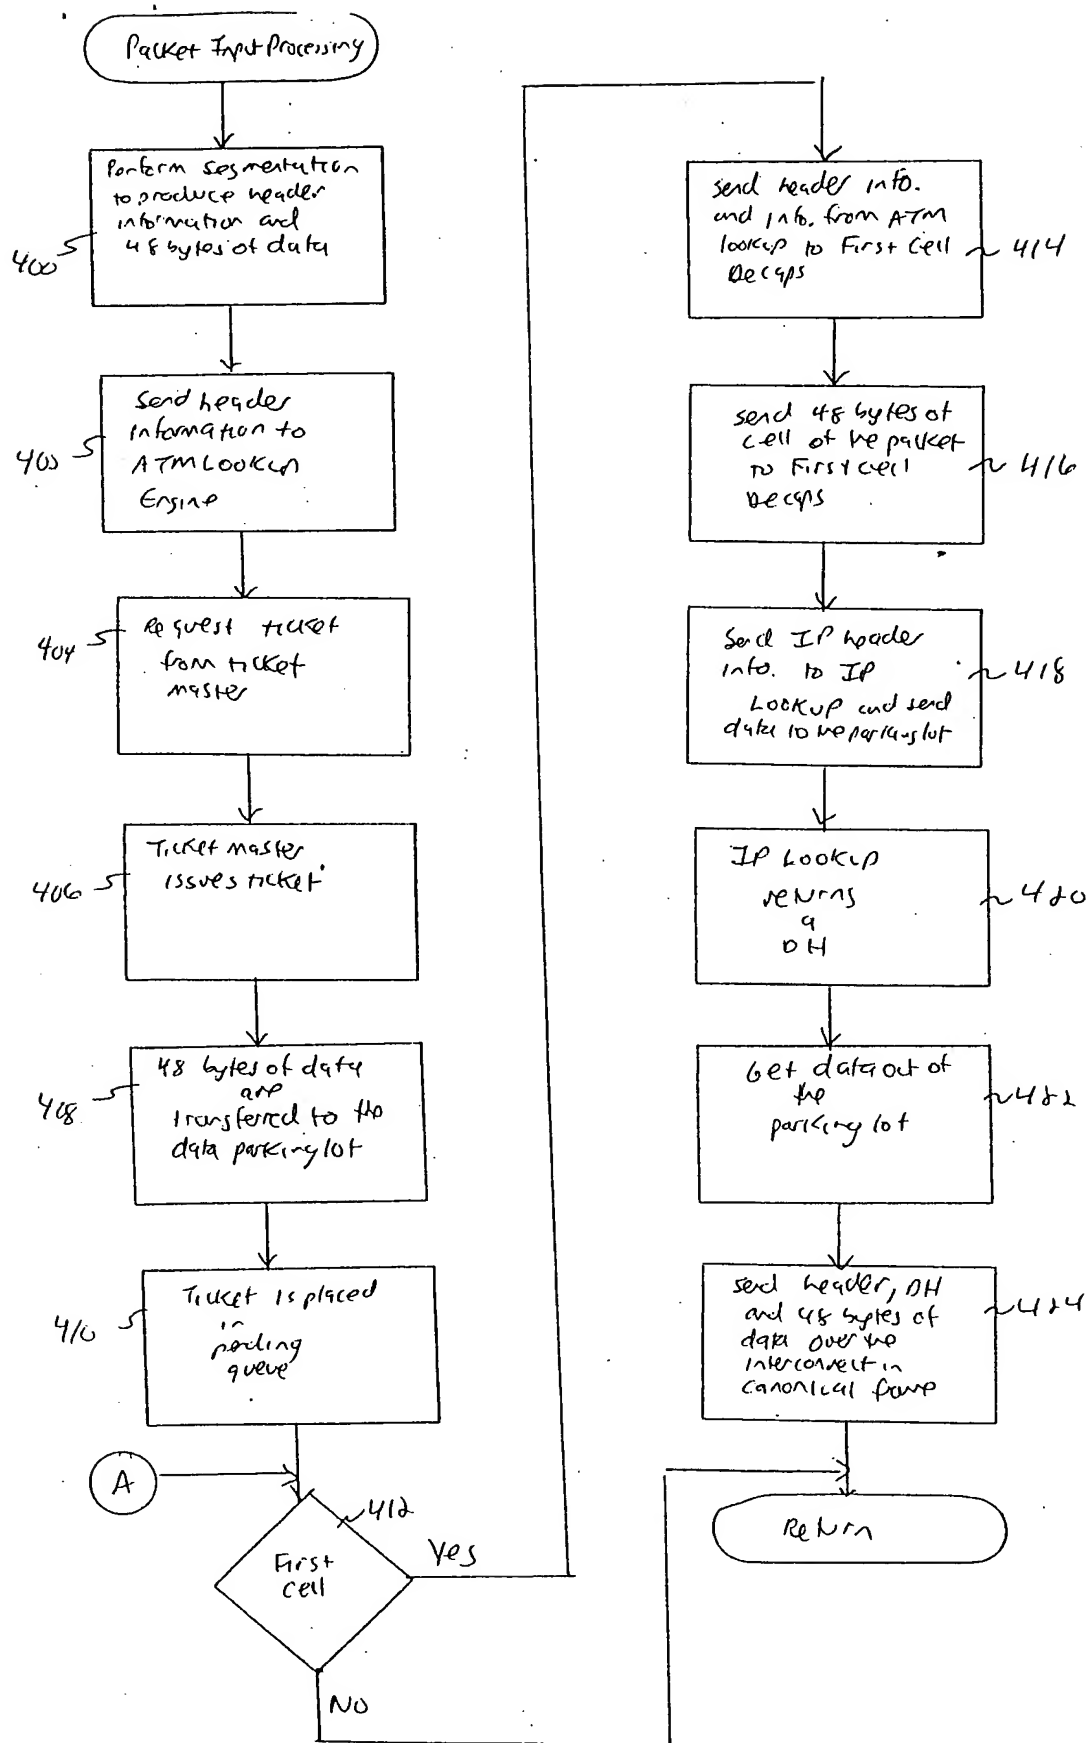 Packet Input Processing
Perform segmentation
to produce header
information and
48 bytes of data
400
Send header
information to
ATM Lookup
Engine
Request ticket
from ticket
master
404
Ticket master
issues ticket
406
48 bytes of data
are
transferred to the
data parking lot
408
Ticket is placed
in
pending
queue
410
A
412
First
cell
Yes
No
send header info.
and info. from ATM
lookup to First Cell
Decaps
414
send 48 bytes of
cell of the packet
to First cell
Decaps
416
Send IP header
info. to IP
Lookup and send
data to the parking lot
418
IP Lookup
returns
a
DH
420
Get data out of
the
parking lot
422
send header, DH
and 48 bytes of
data over the
interconnect in
canonical frame
424
Return